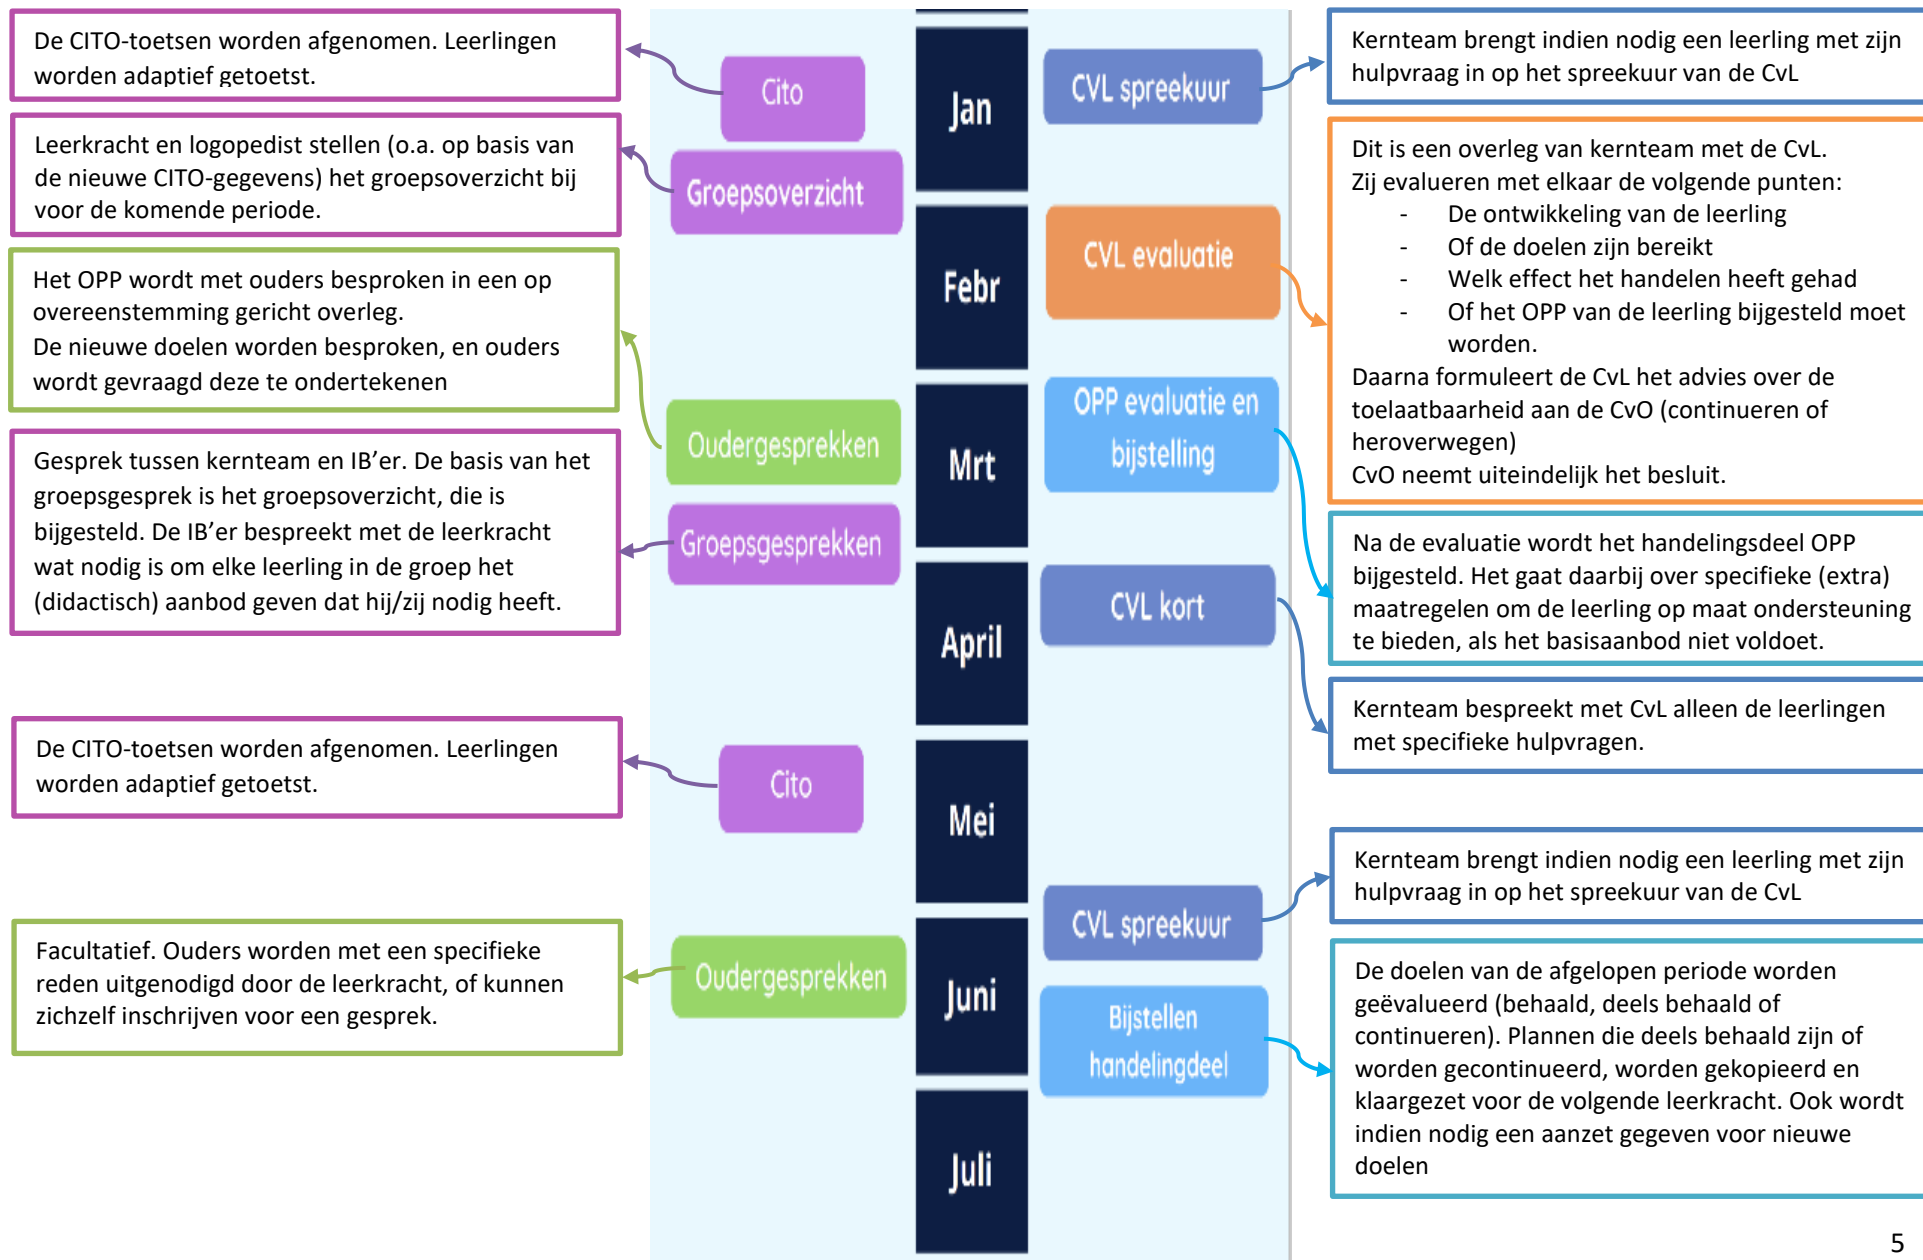 De CITO-toetsen worden afgenomen. Leerlingen
worden adaptief getoetst.
Leerkracht en logopedist stellen (o.a. op basis van
de nieuwe CITO-gegevens) het groepsoverzicht bij
voor de komende periode.
Het OPP wordt met ouders besproken in een op
overeenstemming gericht overleg.
De nieuwe doelen worden besproken, en ouders
wordt gevraagd deze te ondertekenen
Gesprek tussen kernteam en IB’er. De basis van het
groepsgesprek is het groepsoverzicht, die is
bijgesteld. De IB’er bespreekt met de leerkracht
wat nodig is om elke leerling in de groep het
(didactisch) aanbod geven dat hij/zij nodig heeft.
De CITO-toetsen worden afgenomen. Leerlingen
worden adaptief getoetst.
Facultatief. Ouders worden met een specifieke
reden uitgenodigd door de leerkracht, of kunnen
zichzelf inschrijven voor een gesprek.
Cito
Groepsoverzicht
Oudergesprekken
Groepsgesprekken
Cito
Oudergesprekken
Jan
Febr
Mrt
April
Mei
Juni
Juli
CVL spreekuur
CVL evaluatie
OPP evaluatie en
bijstelling
CVL kort
CVL spreekuur
Bijstellen
handelingdeel
Kernteam brengt indien nodig een leerling met zijn
hulpvraag in op het spreekuur van de CvL
Dit is een overleg van kernteam met de CvL.
Zij evalueren met elkaar de volgende punten:
- De ontwikkeling van de leerling
- Of de doelen zijn bereikt
- Welk effect het handelen heeft gehad
- Of het OPP van de leerling bijgesteld moet
worden.
Daarna formuleert de CvL het advies over de
toelaatbaarheid aan de CvO (continueren of
heroverwegen)
CvO neemt uiteindelijk het besluit.
Na de evaluatie wordt het handelingsdeel OPP
bijgesteld. Het gaat daarbij over specifieke (extra)
maatregelen om de leerling op maat ondersteuning
te bieden, als het basisaanbod niet voldoet.
Kernteam bespreekt met CvL alleen de leerlingen
met specifieke hulpvragen.
Kernteam brengt indien nodig een leerling met zijn
hulpvraag in op het spreekuur van de CvL
De doelen van de afgelopen periode worden
geëvalueerd (behaald, deels behaald of
continueren). Plannen die deels behaald zijn of
worden gecontinueerd, worden gekopieerd en
klaargezet voor de volgende leerkracht. Ook wordt
indien nodig een aanzet gegeven voor nieuwe
doelen
5